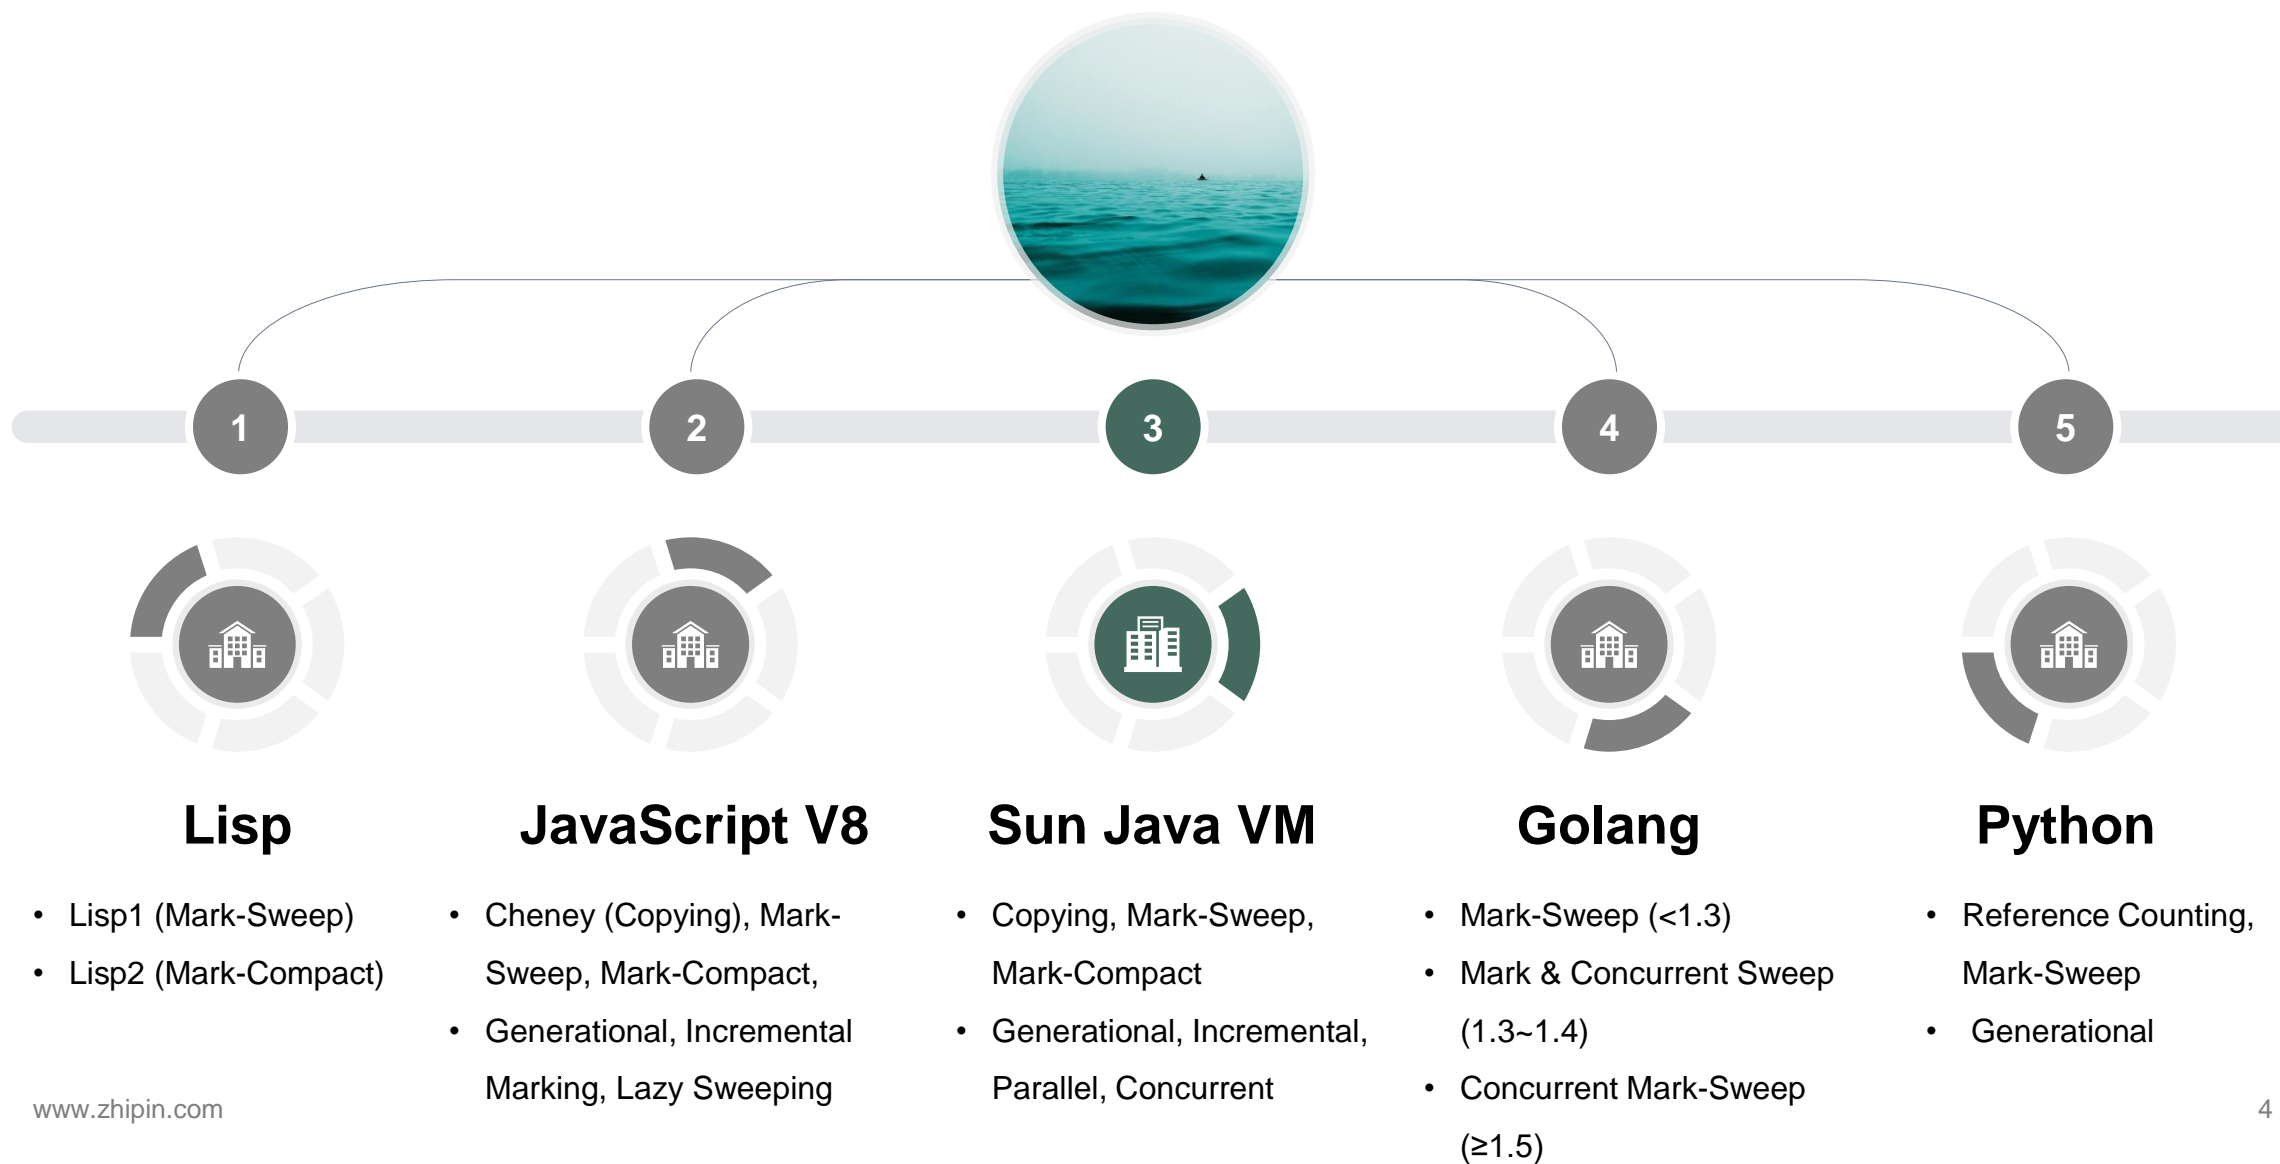 1
2
3
4
5
Lisp
• Lisp1 (Mark-Sweep)
• Lisp2 (Mark-Compact)
JavaScript V8
• Cheney (Copying), Mark-
Sweep, Mark-Compact,
• Generational, Incremental
Marking, Lazy Sweeping
Sun Java VM
• Copying, Mark-Sweep,
Mark-Compact
• Generational, Incremental,
Parallel, Concurrent
Golang
• Mark-Sweep (<1.3)
• Mark & Concurrent Sweep
(1.3~1.4)
• Concurrent Mark-Sweep
(≥1.5)
Python
• Reference Counting,
Mark-Sweep
• Generational
www.zhipin.com
4